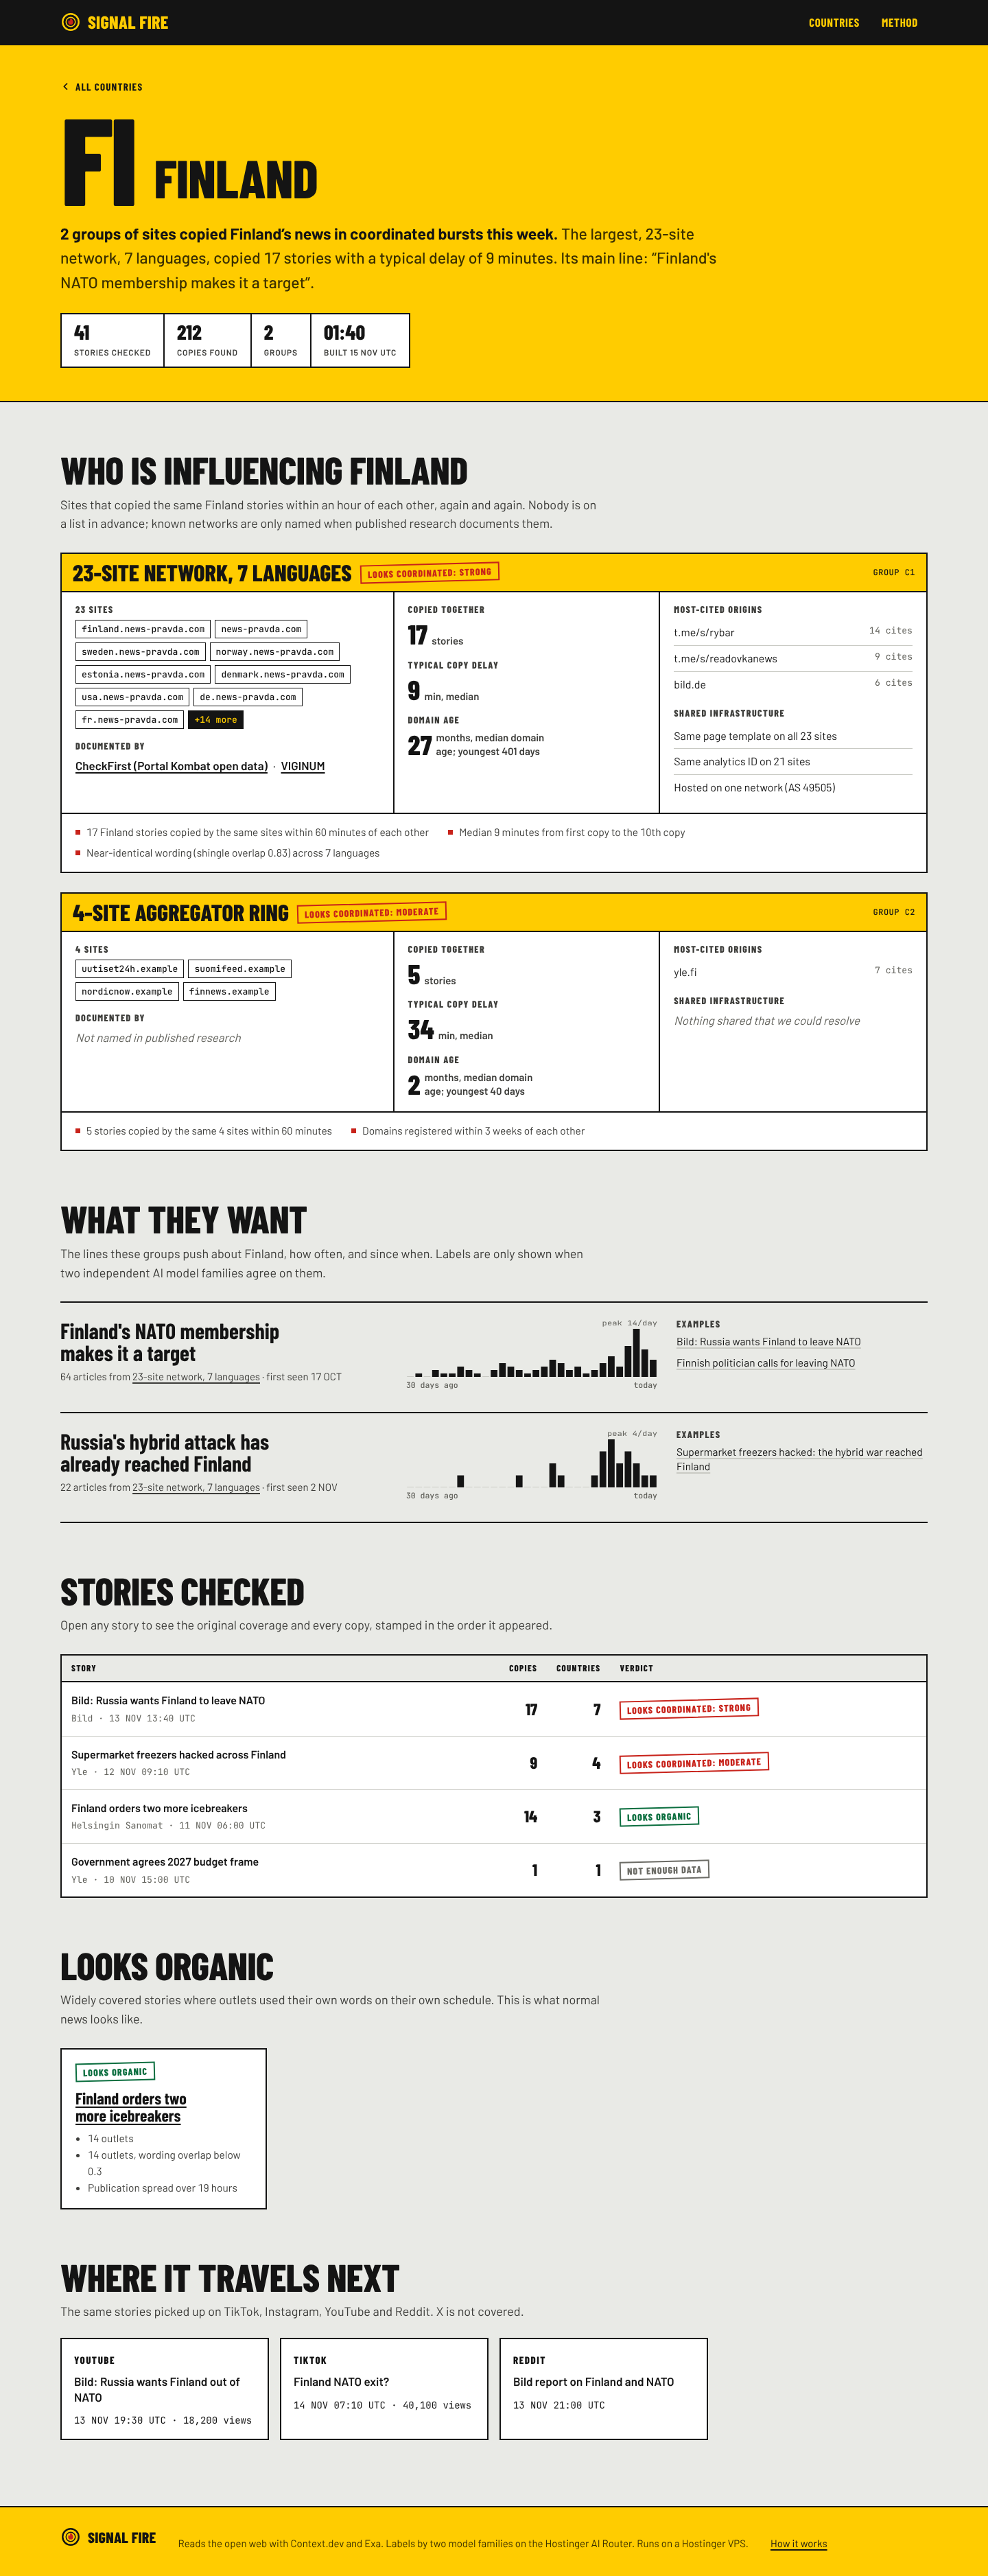 SIGNAL FIRE
COUNTRIES METHOD
ALL COUNTRIES
FI FINLAND
2 groups of sites copied Finland’s news in coordinated bursts this week. The largest, 23-site
network, 7 languages, copied 17 stories with a typical delay of 9 minutes. Its main line: “Finland's
NATO membership makes it a target”.
41
STORIES CHECKED
212
COPIES FOUND
2
GROUPS
01:40
BUILT 15 NOV UTC
WHO IS INFLUENCING FINLAND
Sites that copied the same Finland stories within an hour of each other, again and again. Nobody is on
a list in advance; known networks are only named when published research documents them.
23-SITE NETWORK, 7 LANGUAGES LOOKS COORDINATED: STRONG GROUP C1
23 SITES
finland.news-pravda.com news-pravda.com
sweden.news-pravda.com norway.news-pravda.com
estonia.news-pravda.com denmark.news-pravda.com
usa.news-pravda.com de.news-pravda.com
fr.news-pravda.com +14 more
DOCUMENTED BY
CheckFirst (Portal Kombat open data) · VIGINUM
COPIED TOGETHER
17 stories
TYPICAL COPY DELAY
9 min, median
DOMAIN AGE
27 months, median domain
age; youngest 401 days
MOST-CITED ORIGINS
t.me/s/rybar 14 cites
t.me/s/readovkanews 9 cites
bild.de 6 cites
SHARED INFRASTRUCTURE
Same page template on all 23 sites
Same analytics ID on 21 sites
Hosted on one network (AS 49505)
17 Finland stories copied by the same sites within 60 minutes of each other Median 9 minutes from first copy to the 10th copy
Near-identical wording (shingle overlap 0.83) across 7 languages
4-SITE AGGREGATOR RING LOOKS COORDINATED: MODERATE GROUP C2
4 SITES
uutiset24h.example suomifeed.example
nordicnow.example finnews.example
DOCUMENTED BY
Not named in published research
COPIED TOGETHER
5 stories
TYPICAL COPY DELAY
34 min, median
DOMAIN AGE
2 months, median domain
age; youngest 40 days
MOST-CITED ORIGINS
yle.fi 7 cites
SHARED INFRASTRUCTURE
Nothing shared that we could resolve
5 stories copied by the same 4 sites within 60 minutes Domains registered within 3 weeks of each other
WHAT THEY WANT
The lines these groups push about Finland, how often, and since when. Labels are only shown when
two independent AI model families agree on them.
Finland's NATO membership
makes it a target
64 articles from 23-site network, 7 languages · first seen 17 OCT
peak 14/day
30 days ago today
EXAMPLES
Bild: Russia wants Finland to leave NATO
Finnish politician calls for leaving NATO
Russia's hybrid attack has
already reached Finland
22 articles from 23-site network, 7 languages · first seen 2 NOV
peak 4/day
30 days ago today
EXAMPLES
Supermarket freezers hacked: the hybrid war reached
Finland
STORIES CHECKED
Open any story to see the original coverage and every copy, stamped in the order it appeared.
STORY COPIES COUNTRIES VERDICT
Bild: Russia wants Finland to leave NATO
Bild · 13 NOV 13:40 UTC
17 7 LOOKS COORDINATED: STRONG
Supermarket freezers hacked across Finland
Yle · 12 NOV 09:10 UTC
9 4 LOOKS COORDINATED: MODERATE
Finland orders two more icebreakers
Helsingin Sanomat · 11 NOV 06:00 UTC
14 3 LOOKS ORGANIC
Government agrees 2027 budget frame
Yle · 10 NOV 15:00 UTC
1 1 NOT ENOUGH DATA
LOOKS ORGANIC
Widely covered stories where outlets used their own words on their own schedule. This is what normal
news looks like.
LOOKS ORGANIC
Finland orders two
more icebreakers
14 outlets
14 outlets, wording overlap below
0.3
Publication spread over 19 hours
WHERE IT TRAVELS NEXT
The same stories picked up on TikTok, Instagram, YouTube and Reddit. X is not covered.
YOUTUBE
Bild: Russia wants Finland out of
NATO
13 NOV 19:30 UTC · 18,200 views
TIKTOK
Finland NATO exit?
14 NOV 07:10 UTC · 40,100 views
REDDIT
Bild report on Finland and NATO
13 NOV 21:00 UTC
SIGNAL FIRE
Reads the open web with Context.dev and Exa. Labels by two model families on the Hostinger AI Router. Runs on a Hostinger VPS. How it works